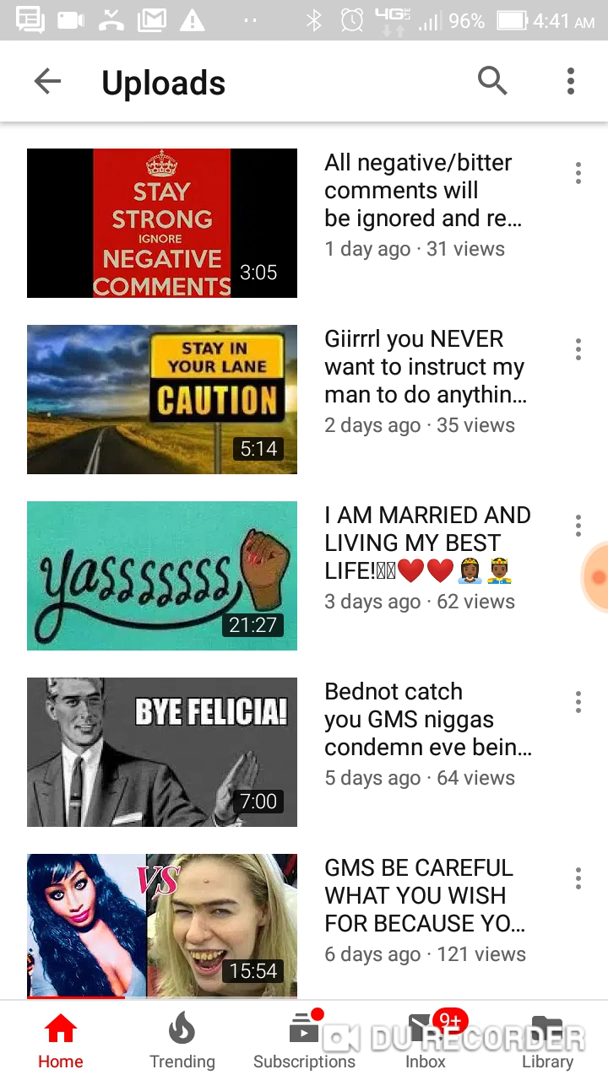 4G 96% 4:41 AM
Uploads
STAY
STRONG
IGNORE
NEGATIVE
COMMENTS
3:05
All negative/bitter
comments will
be ignored and re...
1 day ago · 31 views
STAY IN
YOUR LANE
CAUTION
5:14
Giirrrl you NEVER
want to instruct my
man to do anythin...
2 days ago · 35 views
yasssssss
21:27
I AM MARRIED AND
LIVING MY BEST
LIFE!❤️❤️👸🏾🤴🏾
3 days ago · 62 views
BYE FELICIA!
7:00
Bednot catch
you GMS niggas
condemn eve bein...
5 days ago · 64 views
VS
15:54
GMS BE CAREFUL
WHAT YOU WISH
FOR BECAUSE YO...
6 days ago · 121 views
9+
DU RECORDER
Home Trending Subscriptions Inbox Library